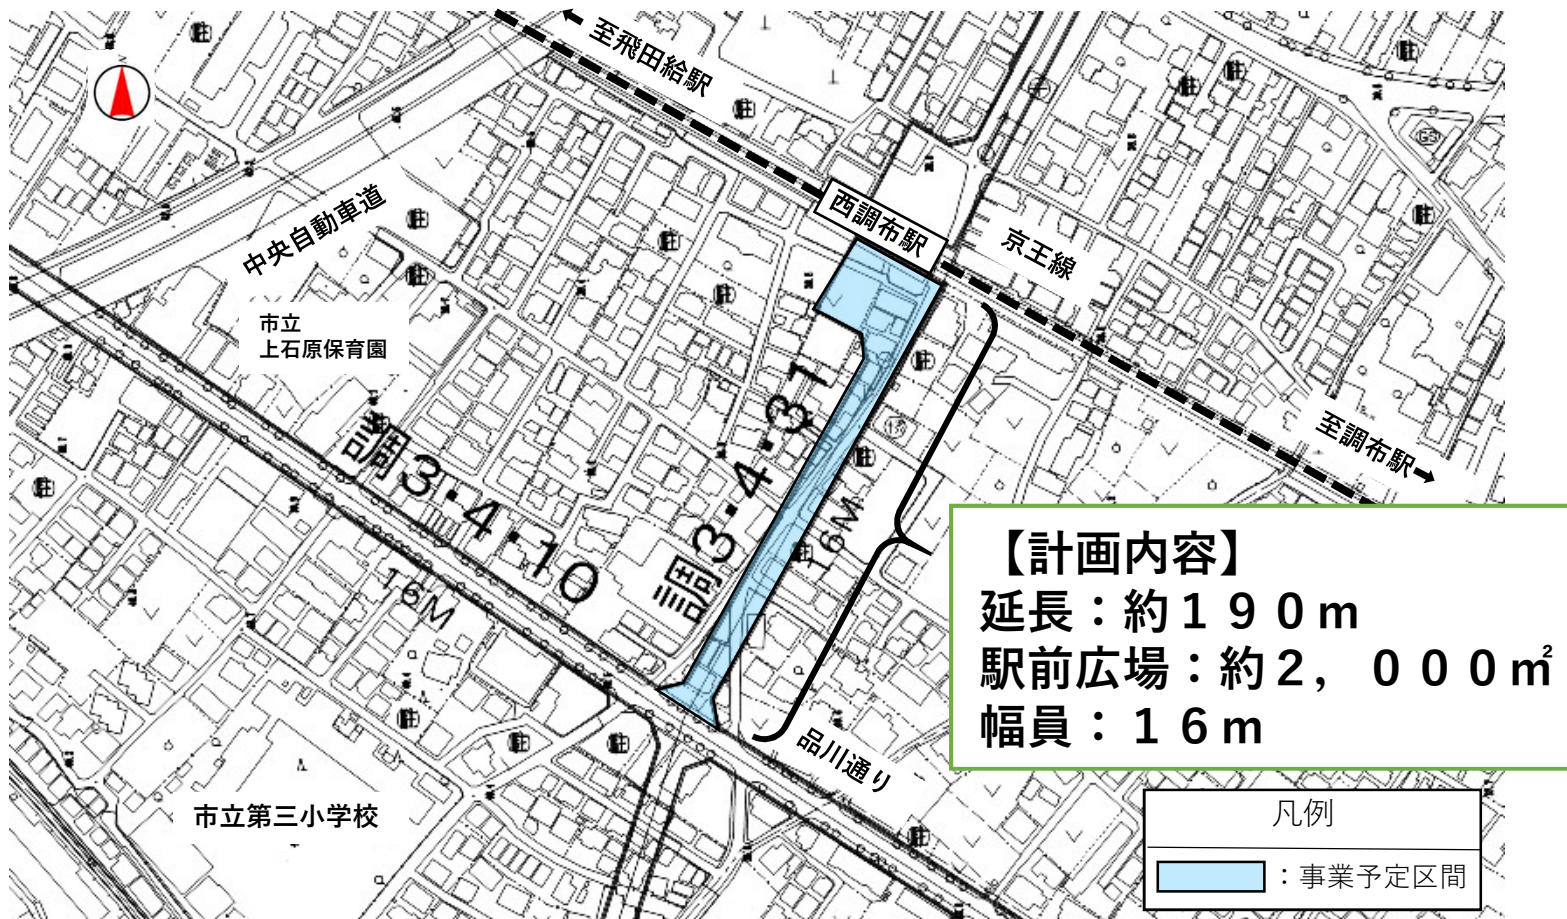 ←至飛田給駅
西調布駅
京王線
至調布駅→
中央自動車道
市立
上石原保育園
調3・4・10
16M
調3・4・31
16M
品川通り
市立第三小学校
【計画内容】
延長：約１９０ｍ
駅前広場：約２，０００㎡
幅員：１６ｍ
凡例
：事業予定区間